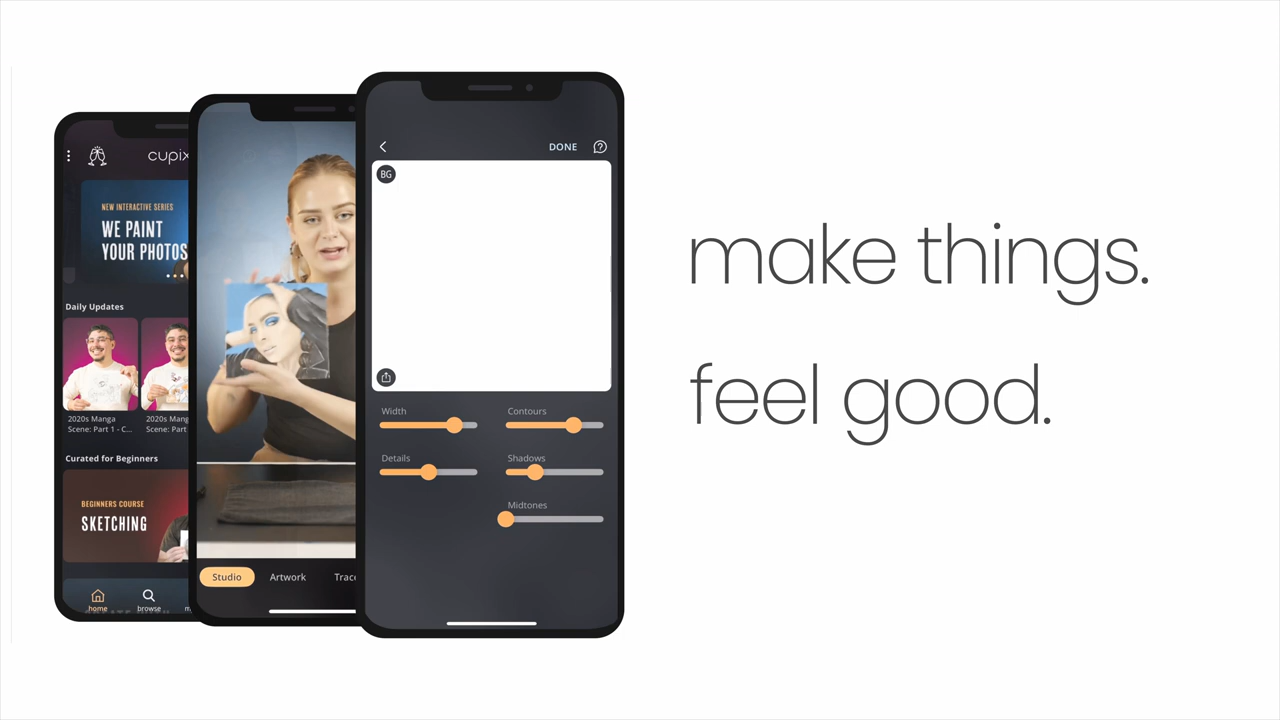 cupix
NEW INTERACTIVE SERIES
WE PAINT
YOUR PHOTOS
Daily Updates
2020s Manga
Scene: Part 1 - C...
2020s Mang
Scene: Part
Curated for Beginners
BEGINNERS COURSE
SKETCHING
home
browse
m
Studio
Artwork
Trac
DONE
BG
Width
Contours
Details
Shadows
Midtones
make things.
feel good.